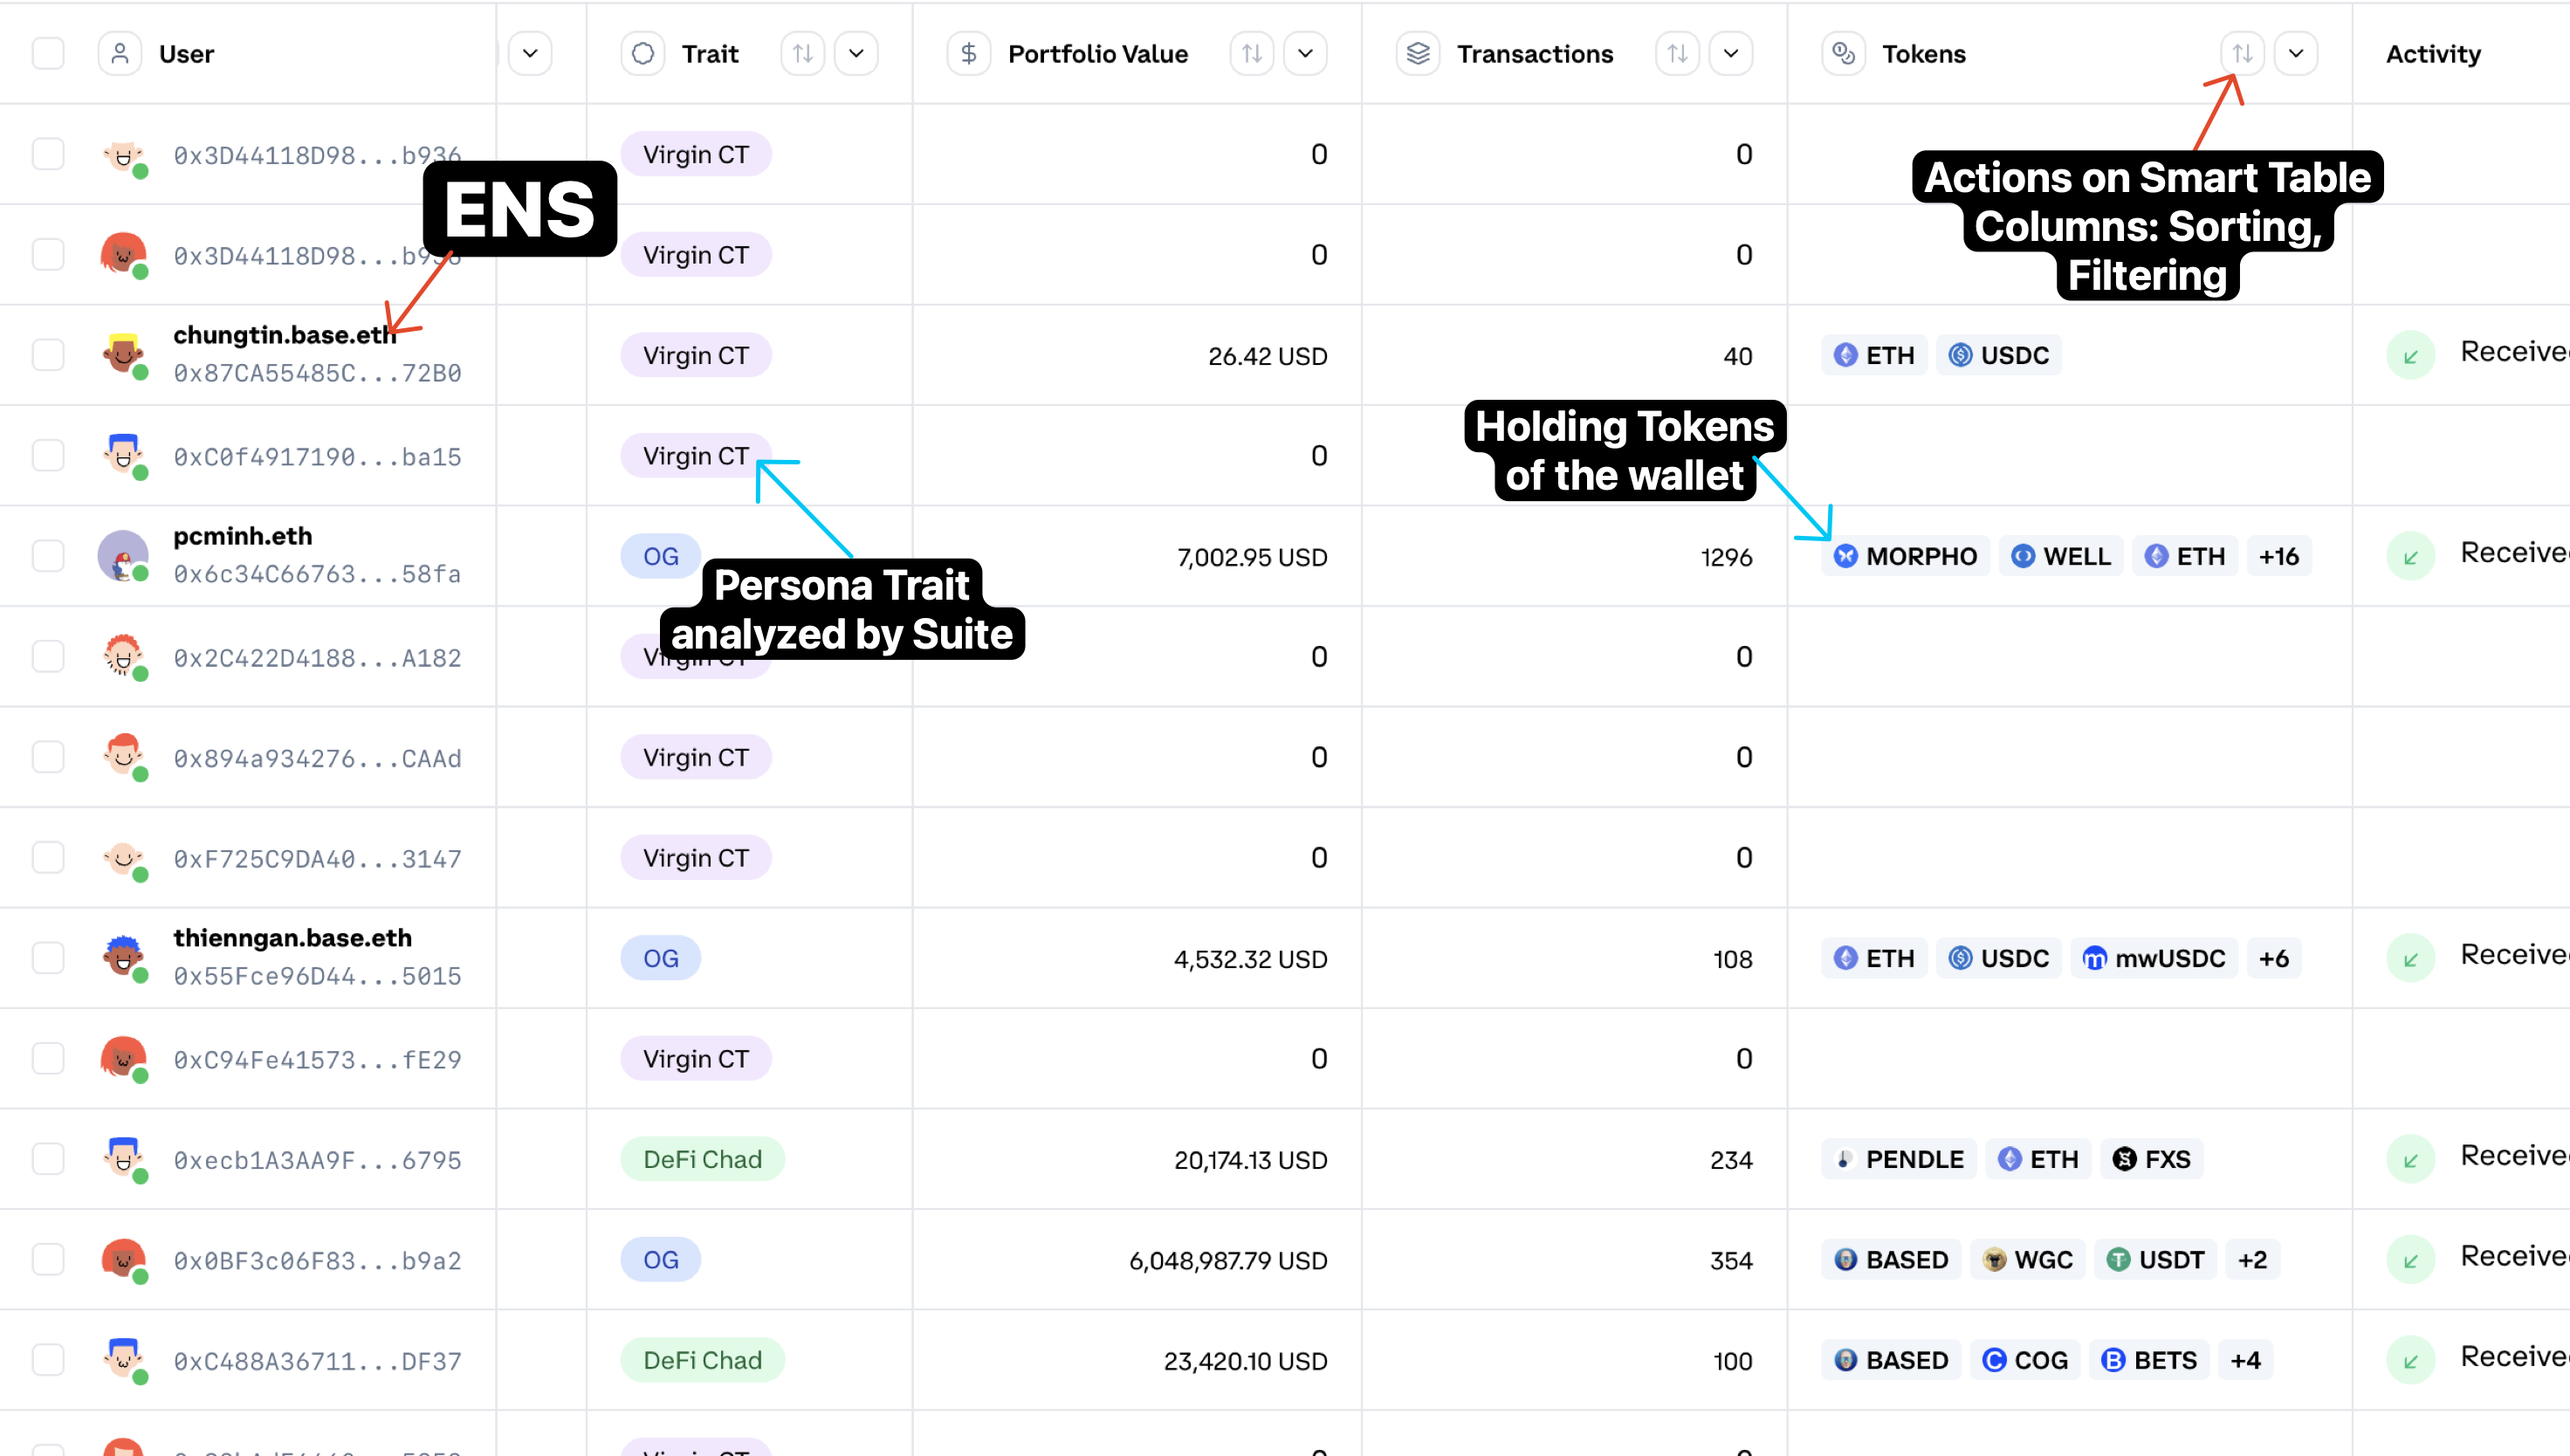 User
Trait
Portfolio Value
Transactions
Tokens
Activity
0x3D44118D98...b936
Virgin CT
0
0
ENS
Actions on Smart Table
Columns: Sorting,
Filtering
0x3D44118D98...b936
Virgin CT
0
0
chungtin.base.eth
0x87CA55485C...72B0
Virgin CT
26.42 USD
40
ETH USDC
Receive
Holding Tokens
of the wallet
0xC0f4917190...ba15
Virgin CT
0
pcminh.eth
0x6c34C66763...58fa
OG
7,002.95 USD
1296
MORPHO WELL ETH +16
Receive
Persona Trait
analyzed by Suite
0x2C422D4188...A182
Virgin CT
0
0
0x894a934276...CAAd
Virgin CT
0
0
0xF725C9DA40...3147
Virgin CT
0
0
thienngan.base.eth
0x55Fce96D44...5015
OG
4,532.32 USD
108
ETH USDC mwUSDC +6
Receive
0xC94Fe41573...fE29
Virgin CT
0
0
0xecb1A3AA9F...6795
DeFi Chad
20,174.13 USD
234
PENDLE ETH FXS
Receive
0x0BF3c06F83...b9a2
OG
6,048,987.79 USD
354
BASED WGC USDT +2
Receive
0xC488A36711...DF37
DeFi Chad
23,420.10 USD
100
BASED COG BETS +4
Receive
Virgin CT
0
0